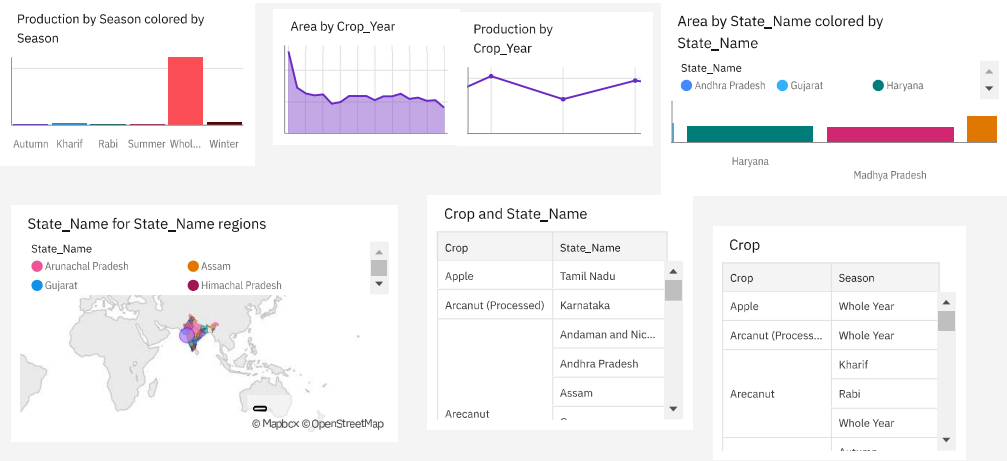 Production by Season colored by
Season
Autumn Kharif Rabi Summer Whol... Winter
Area by Crop_Year
Production by
Crop_Year
Area by State_Name colored by
State_Name
State_Name
Andhra Pradesh Gujarat Haryana
Haryana
Madhya Pradesh
State_Name for State_Name regions
State_Name
Arunachal Pradesh Assam
Gujarat Himachal Pradesh
© Mapbox © OpenStreetMap
Crop and State_Name
Crop State_Name
Apple Tamil Nadu
Arcanut (Processed) Karnataka
Andaman and Nic...
Andhra Pradesh
Assam
Arecanut
Crop
Crop Season
Apple Whole Year
Arcanut (Process... Whole Year
Kharif
Arecanut Rabi
Whole Year
Autumn